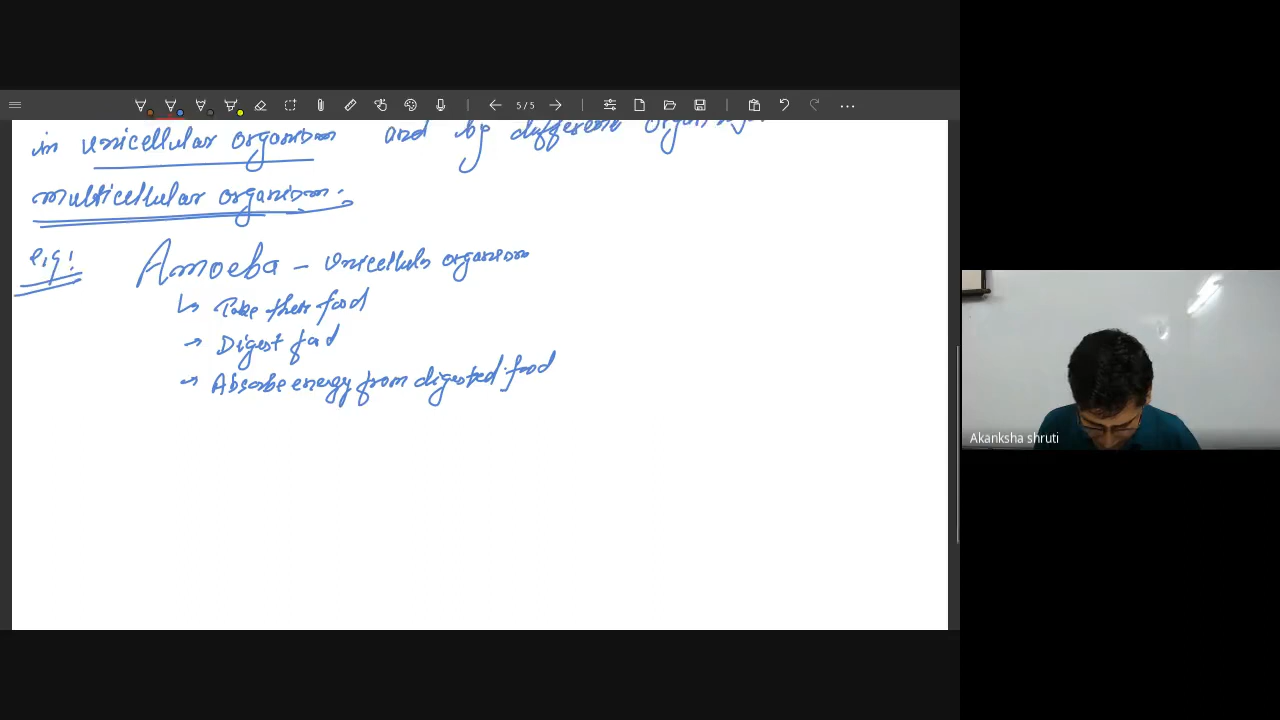 5/5
in unicellular organism and by different
multicellular organism.
e.g! Amoeba - Unicellular organism
↳ Take their food
→ Digest food
→ Absorbe energy from digested food
Akanksha shruti